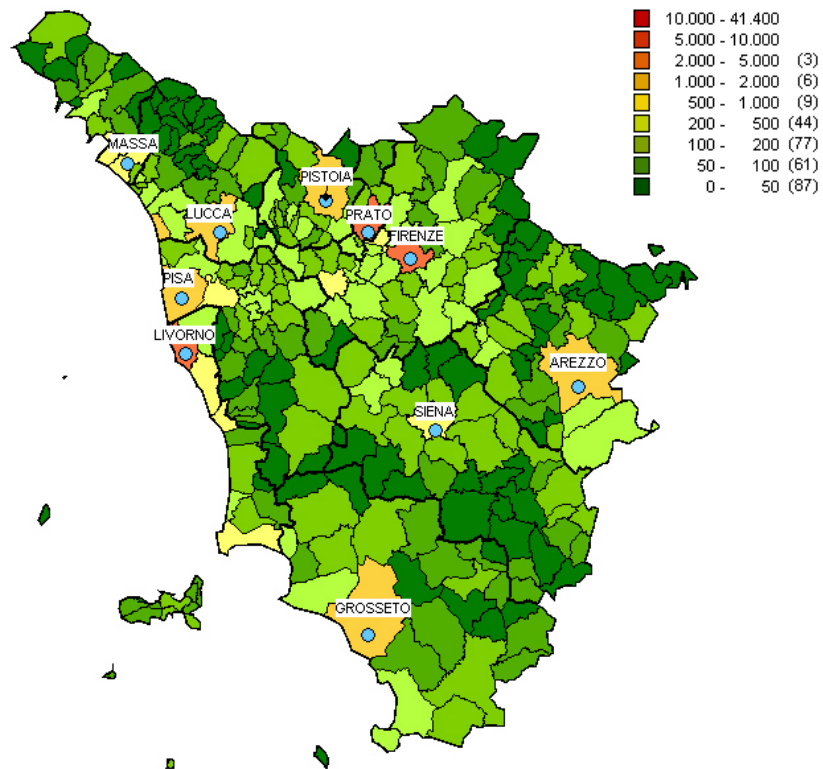 10.000 - 41.400
5.000 - 10.000
2.000 - 5.000 (3)
1.000 - 2.000 (6)
500 - 1.000 (9)
200 - 500 (44)
100 - 200 (77)
50 - 100 (61)
0 - 50 (87)
MASSA
PISTOIA
LUCCA
PRATO
FIRENZE
PISA
LIVORNO
AREZZO
SIENA
GROSSETO